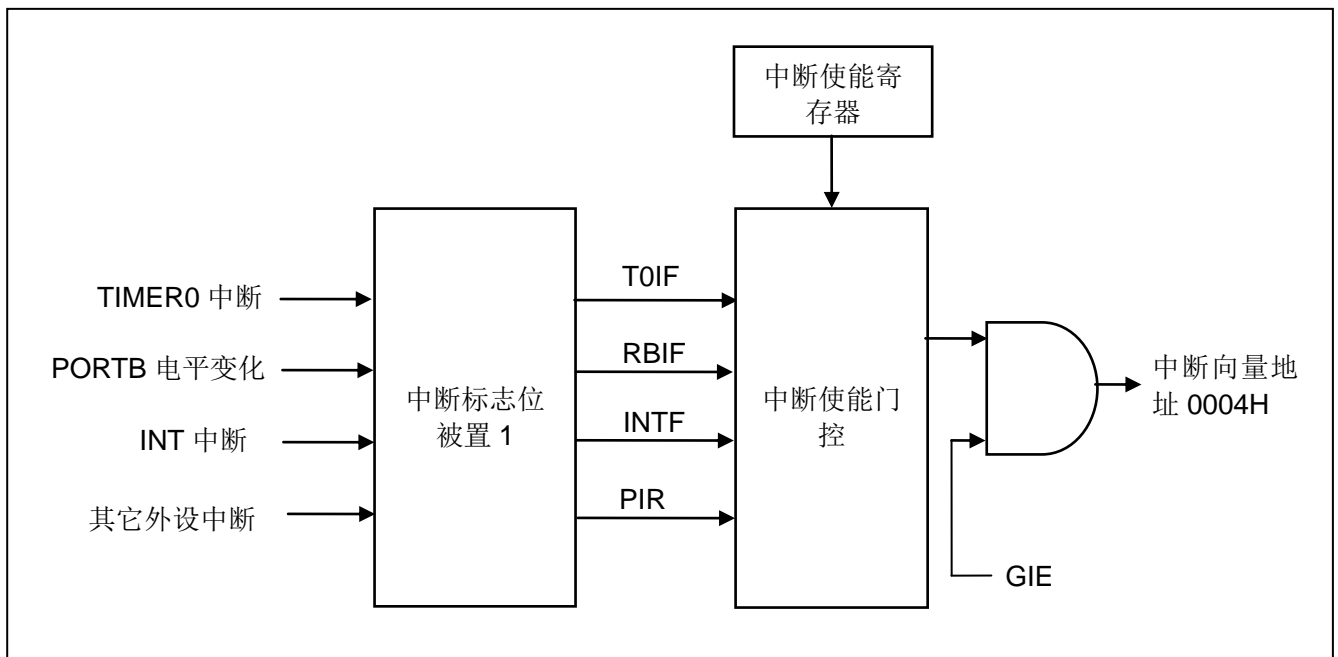 中断使能寄
存器
TIMER0 中断
PORTB 电平变化
INT 中断
其它外设中断
中断标志位
被置 1
T0IF
RBIF
INTF
PIR
中断使能门
控
中断向量地
址 0004H
GIE